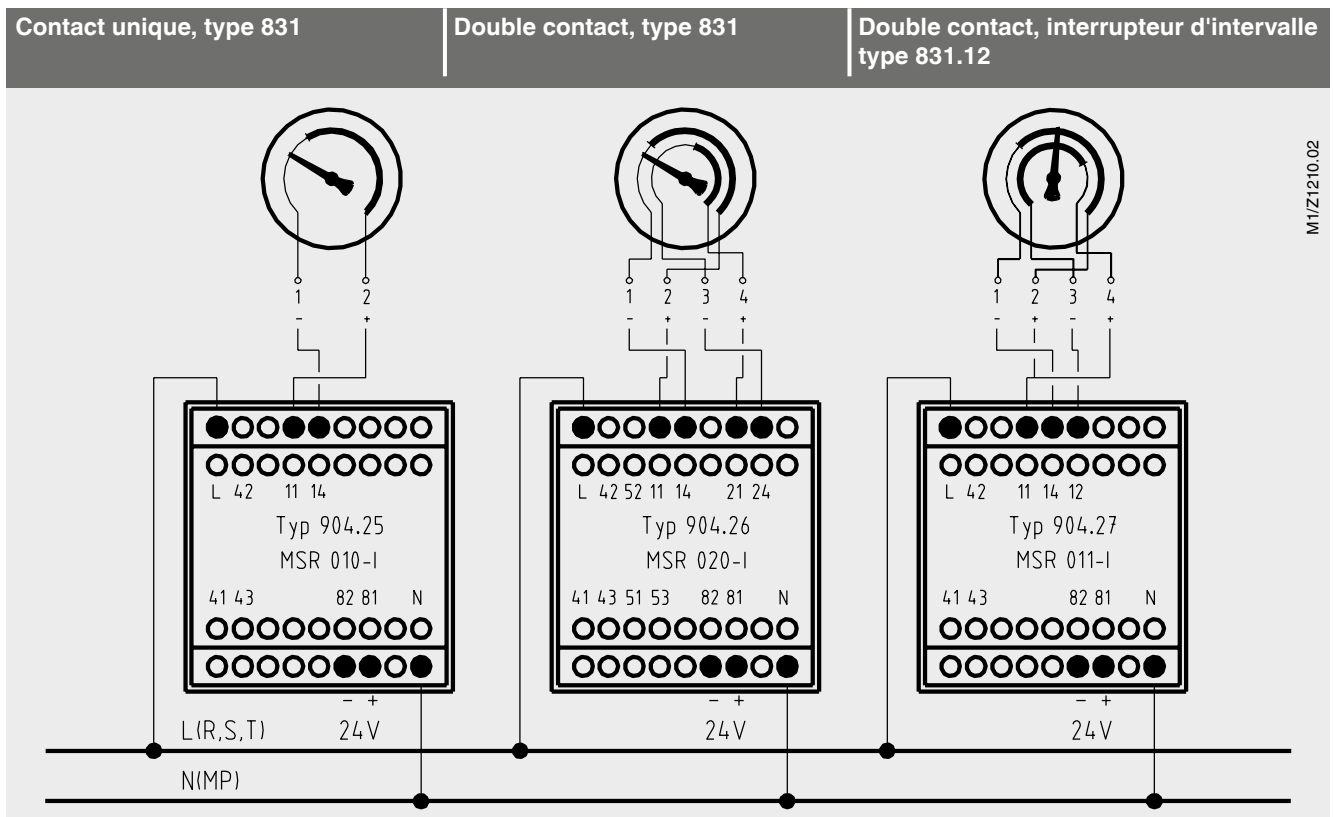 Contact unique, type 831
Double contact, type 831
Double contact, interrupteur d'intervalle
type 831.12
M1/Z1210.02
1 2
- +
1 2 3 4
- + - +
1 2 3 4
- + - +
L 42 11 14
Typ 904.25
MSR 010-I
41 43 82 81 N
- +
24V
L 42 52 11 14 21 24
Typ 904.26
MSR 020-I
41 43 51 53 82 81 N
- +
24V
L 42 11 14 12
Typ 904.27
MSR 011-I
41 43 82 81 N
- +
24V
L(R,S,T)
N(MP)